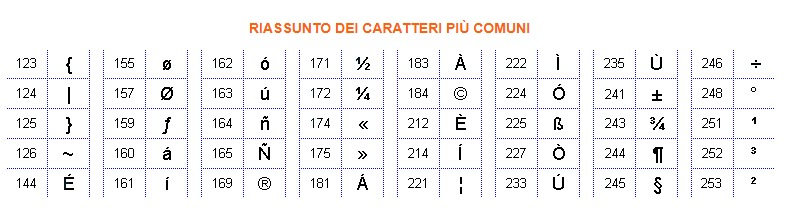 RIASSUNTO DEI CARATTERI PIÙ COMUNI
123 { 155 ø 162 ó 171 ½ 183 À 222 Ì 235 Ù 246 ÷
124 | 157 Ø 163 ú 172 ¼ 184 © 224 Ó 241 ± 248 °
125 } 159 ƒ 164 ñ 174 « 212 È 225 ß 243 ¾ 251 ¹
126 ~ 160 á 165 Ñ 175 » 214 Í 227 Ò 244 ¶ 252 ³
144 É 161 í 169 ® 181 Á 221 ¦ 233 Ú 245 § 253 ²